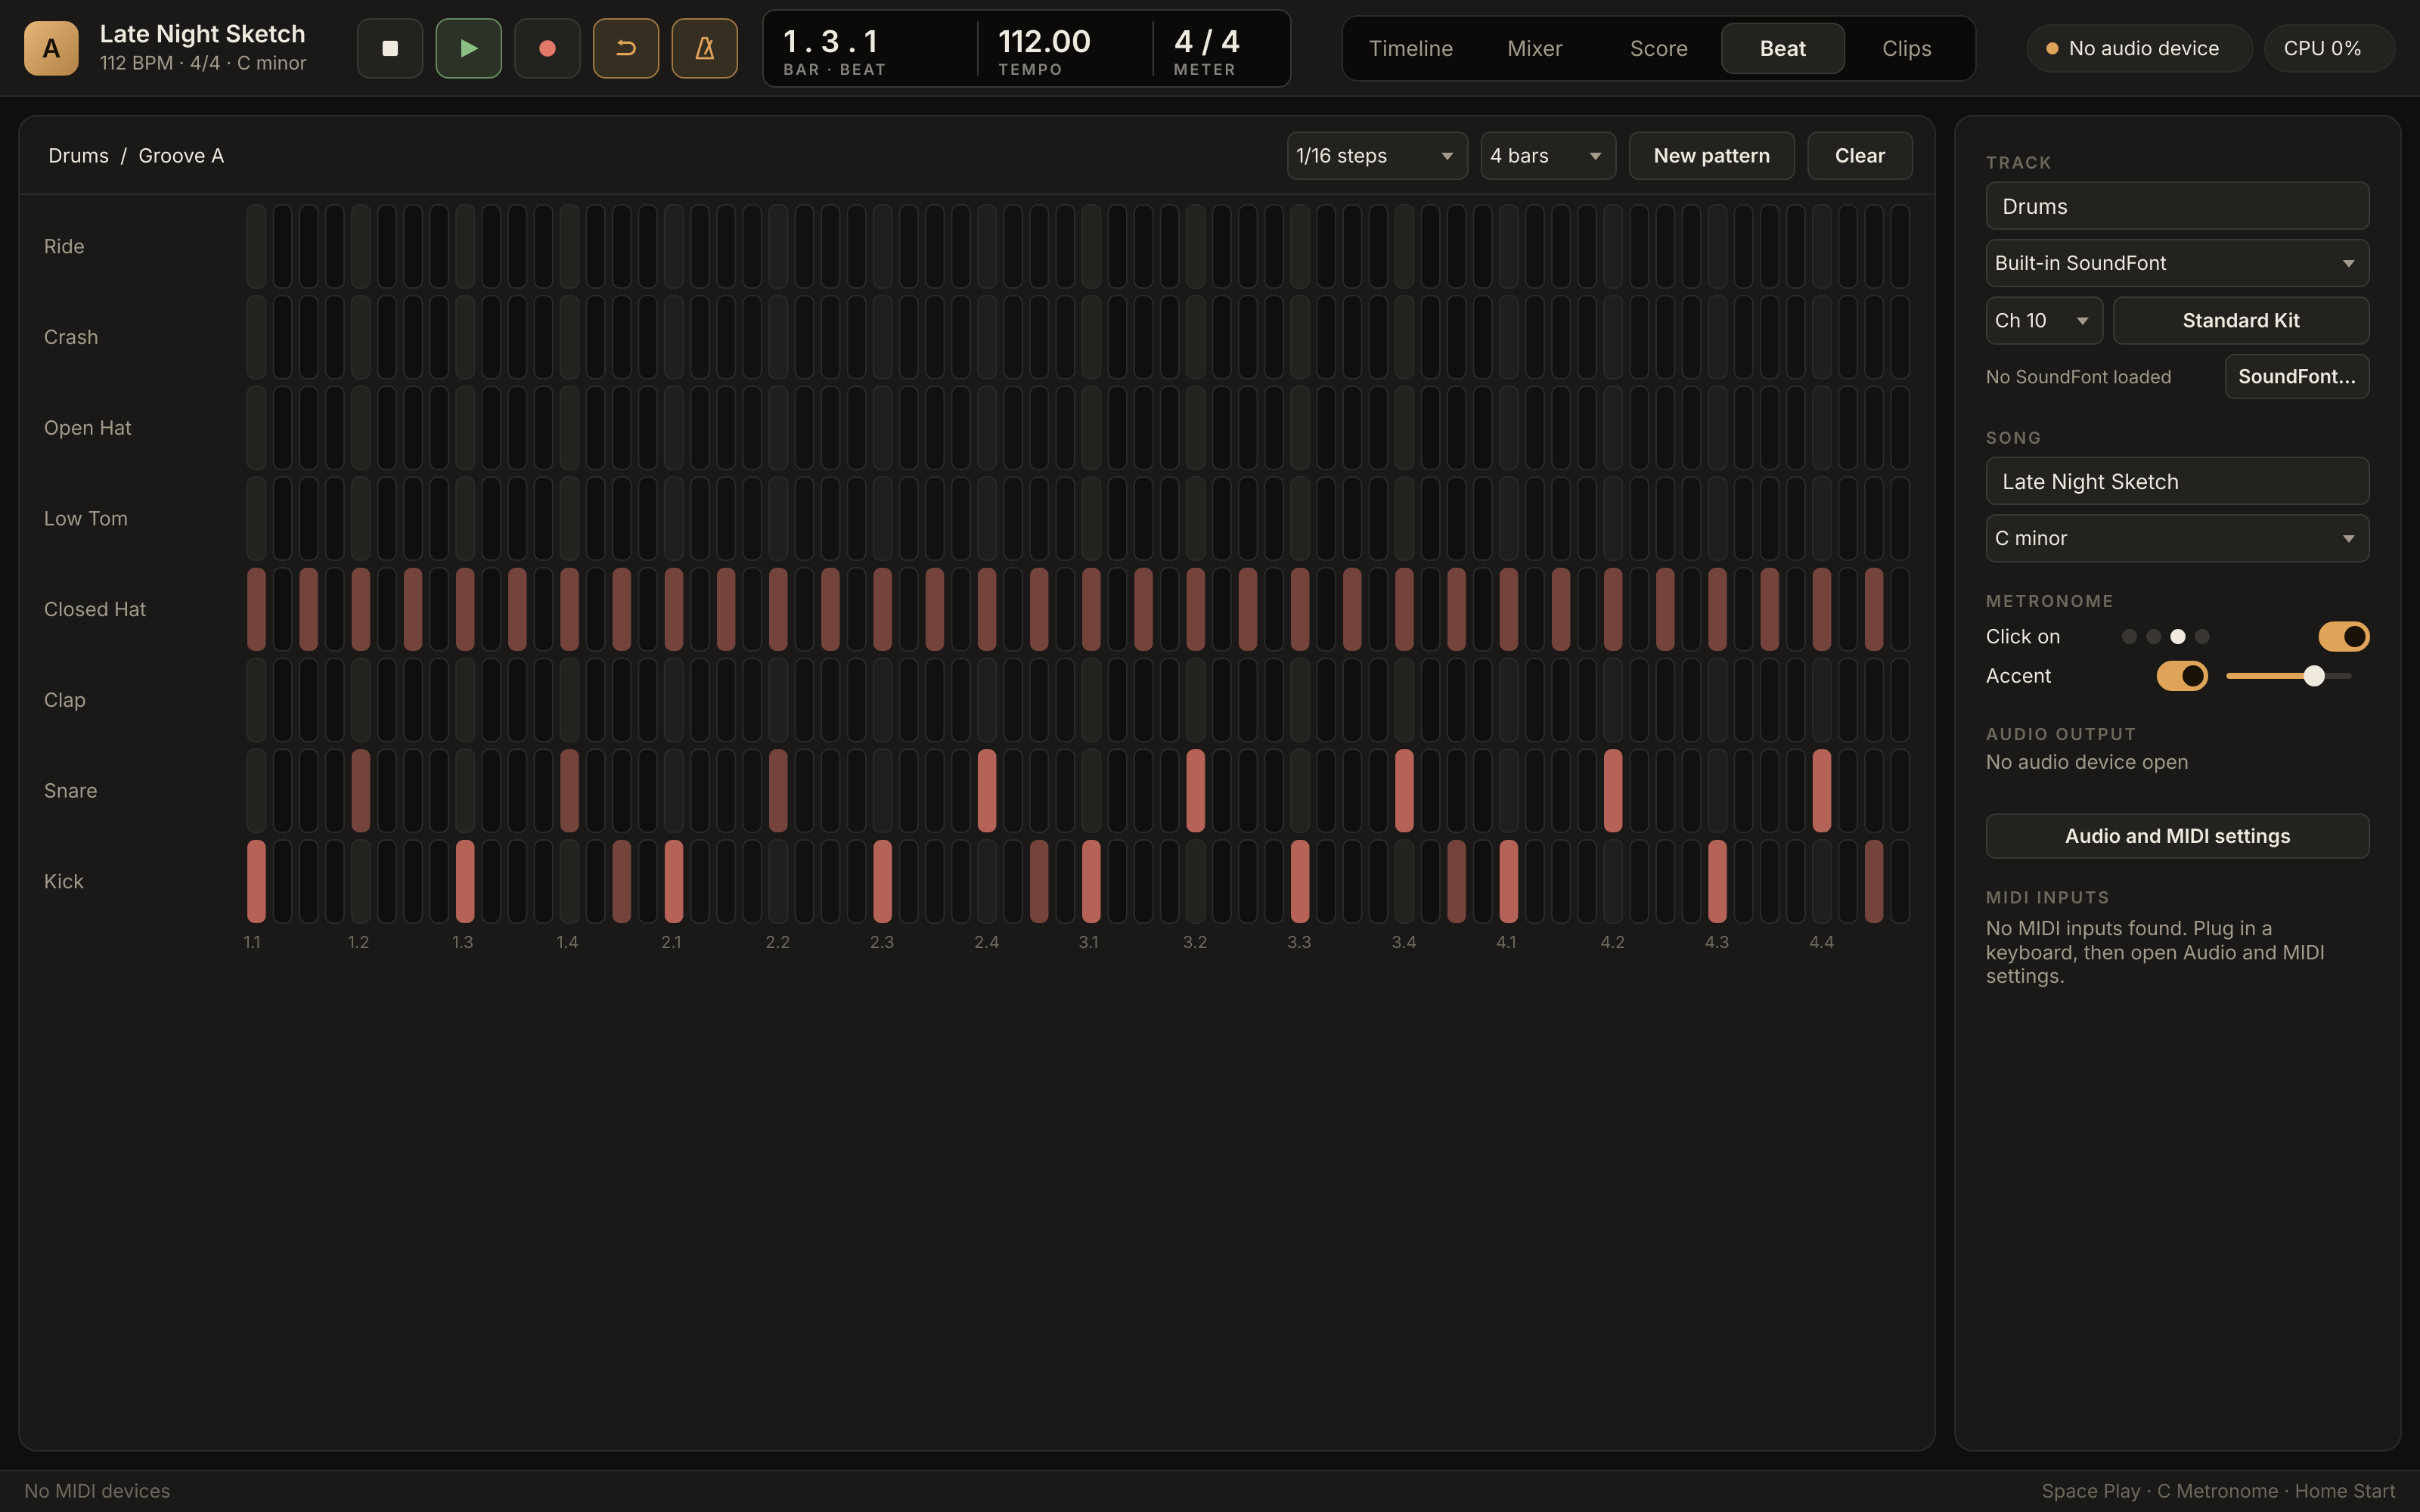 A
Late Night Sketch
112 BPM · 4/4 · C minor
1 . 3 . 1
BAR · BEAT
112.00
TEMPO
4 / 4
METER
Timeline
Mixer
Score
Beat
Clips
No audio device
CPU 0%
Drums / Groove A
1/16 steps
4 bars
New pattern
Clear
Ride
Crash
Open Hat
Low Tom
Closed Hat
Clap
Snare
Kick
1.1 1.2 1.3 1.4 2.1 2.2 2.3 2.4 3.1 3.2 3.3 3.4 4.1 4.2 4.3 4.4
TRACK
Drums
Built-in SoundFont
Ch 10
Standard Kit
No SoundFont loaded
SoundFont...
SONG
Late Night Sketch
C minor
METRONOME
Click on
Accent
AUDIO OUTPUT
No audio device open
Audio and MIDI settings
MIDI INPUTS
No MIDI inputs found. Plug in a
keyboard, then open Audio and MIDI
settings.
No MIDI devices
Space Play · C Metronome · Home Start